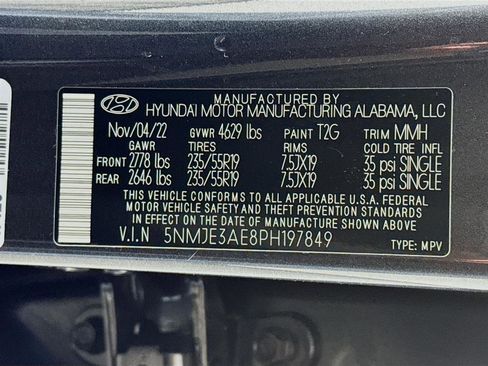 MANUFACTURED BY
HYUNDAI MOTOR MANUFACTURING ALABAMA, LLC
Nov/04/22 GVWR 4629 lbs PAINT T2G TRIM MMH
GAWR TIRES RIMS COLD TIRE INFL
FRONT 2778 lbs 235/55R19 7.5JX19 35 psi SINGLE
REAR 2646 lbs 235/55R19 7.5JX19 35 psi SINGLE
THIS VEHICLE CONFORMS TO ALL APPLICABLE U.S.A. FEDERAL
MOTOR VEHICLE SAFETY AND THEFT PREVENTION STANDARDS
IN EFFECT ON THE DATE OF MANUFACTURE SHOWN ABOVE.
V.I.N 5NMJE3AE8PH197849 TYPE: MPV